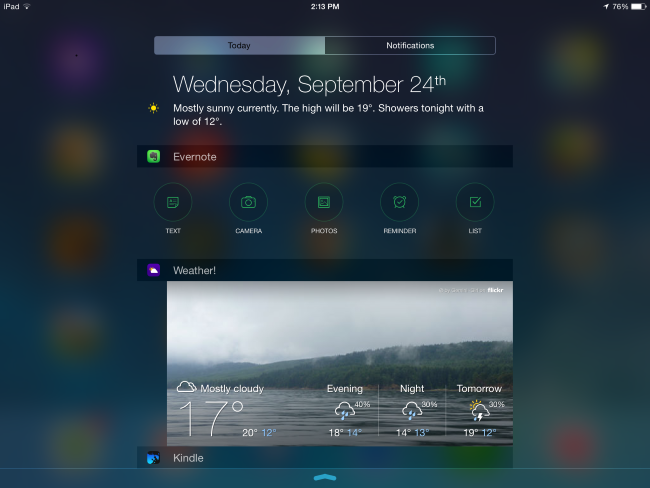 iPad 2:13 PM 76%
Today Notifications
Wednesday, September 24th
Mostly sunny currently. The high will be 19°. Showers tonight with a
low of 12°.
Evernote
TEXT CAMERA PHOTOS REMINDER LIST
Weather!
flickr
Mostly cloudy Evening Night Tomorrow
40% 30% 30%
17° 20° 12° 18° 14° 14° 13° 19° 12°
Kindle